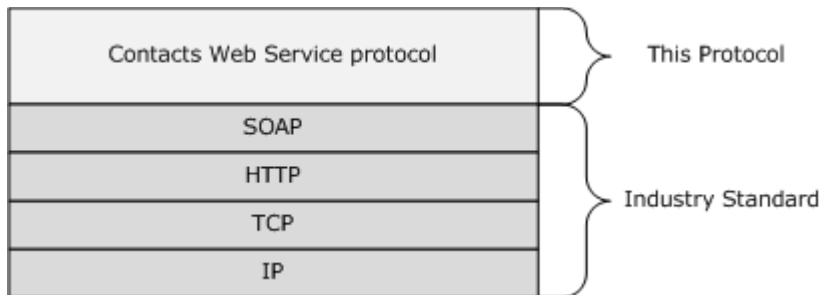 Contacts Web Service protocol
This Protocol
SOAP
HTTP
TCP
IP
Industry Standard